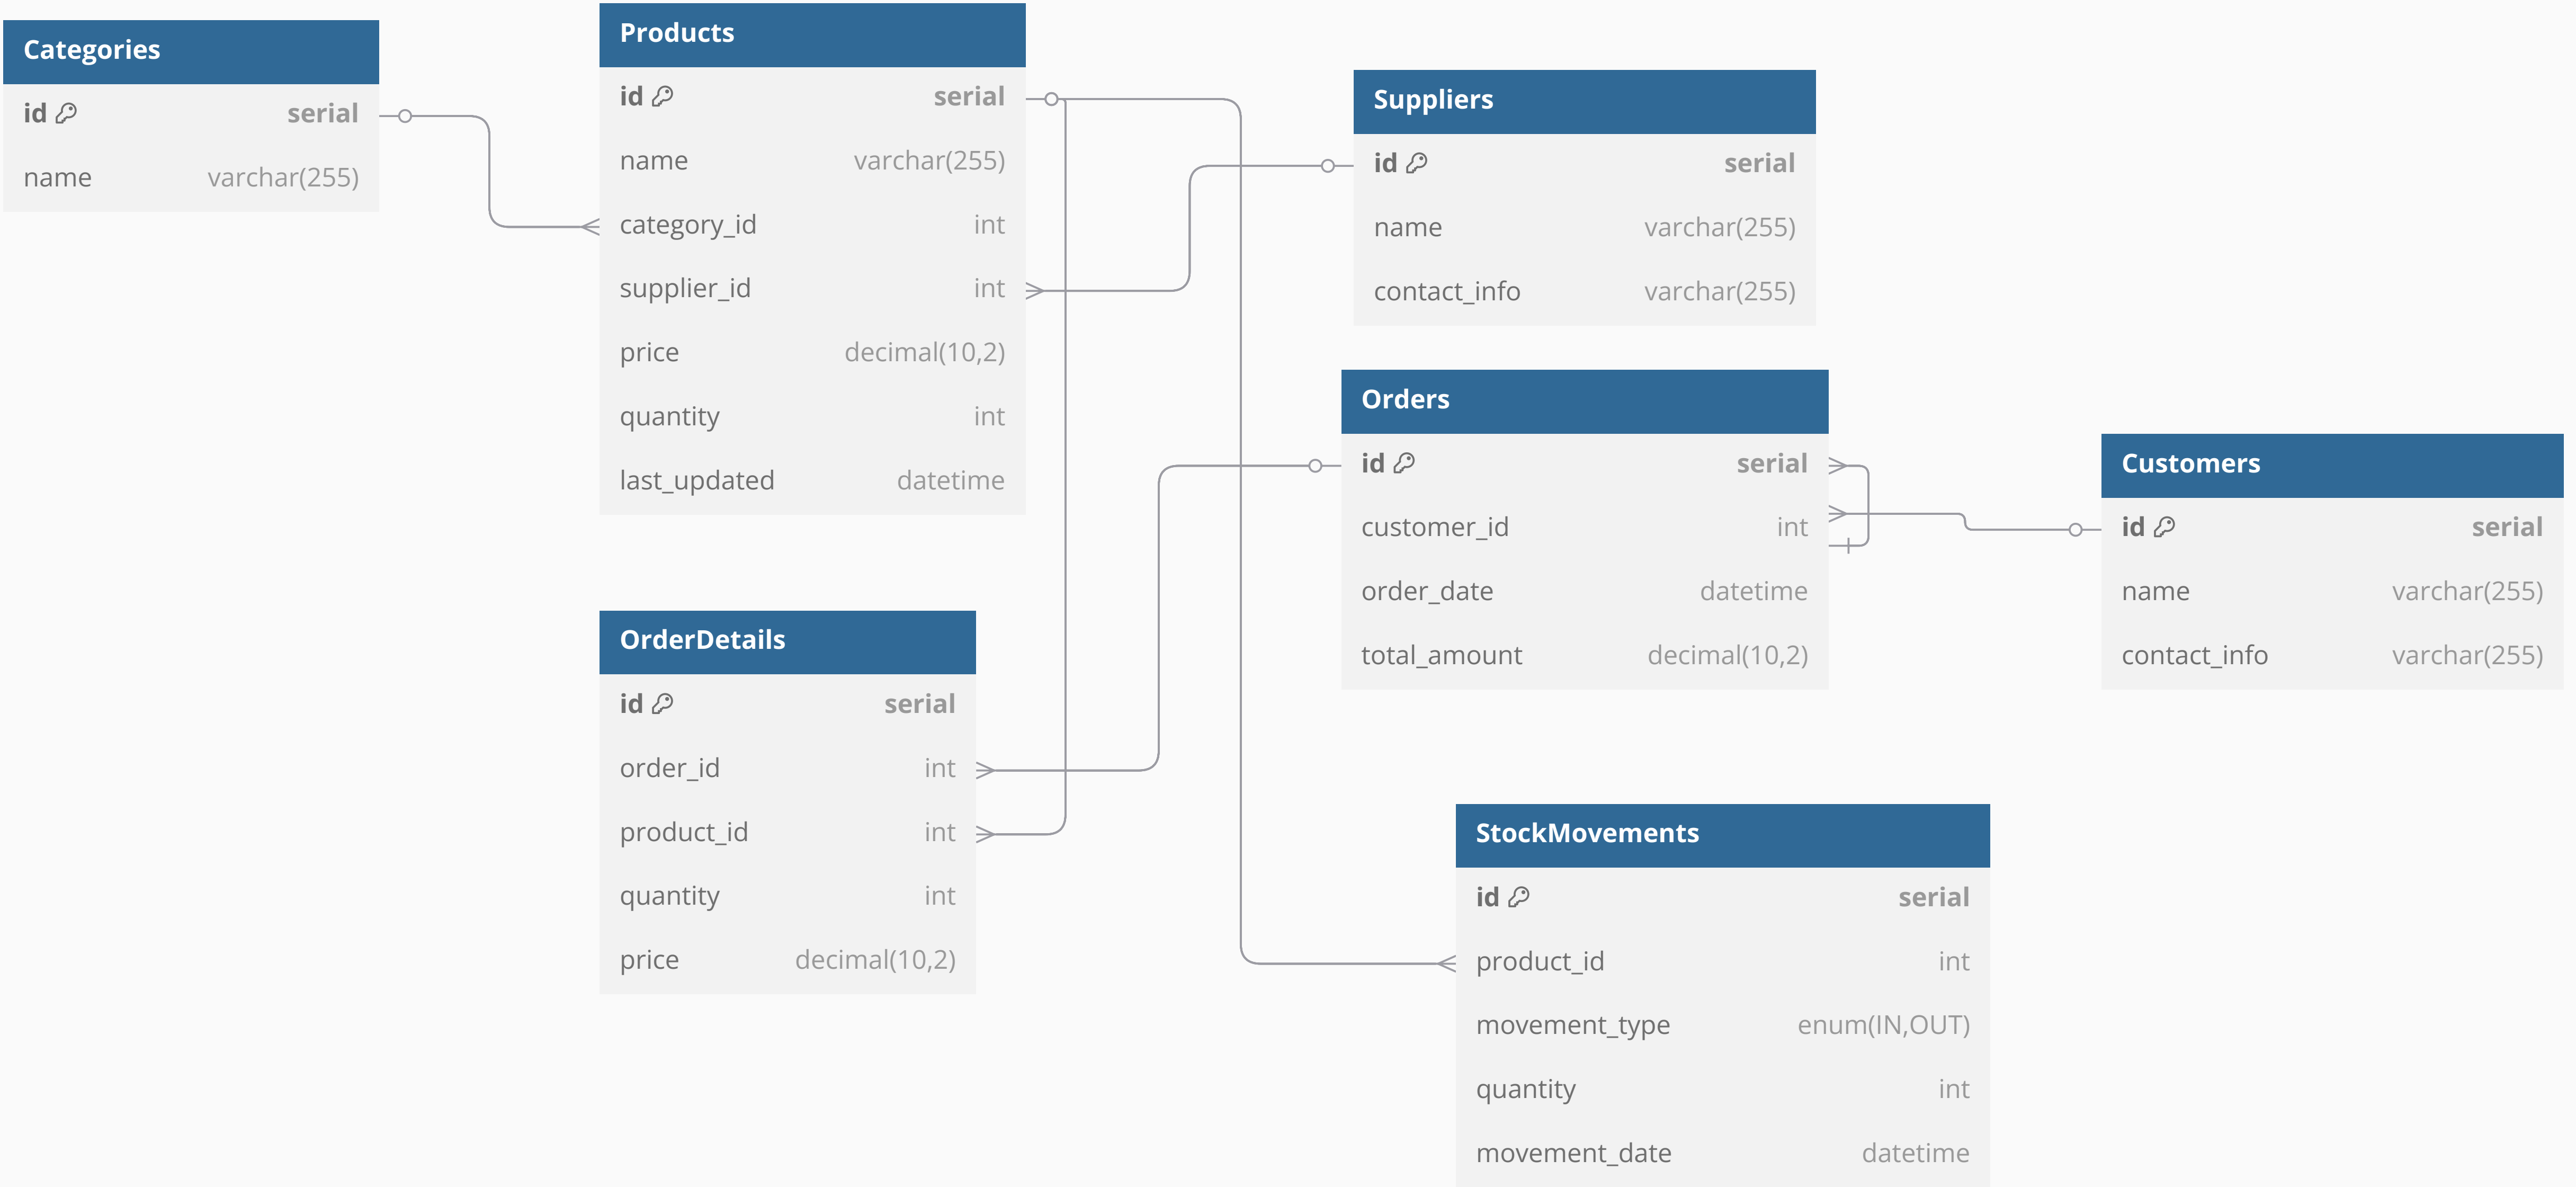 Categories
id serial
name varchar(255)
Products
id serial
name varchar(255)
category_id int
supplier_id int
price decimal(10,2)
quantity int
last_updated datetime
Suppliers
id serial
name varchar(255)
contact_info varchar(255)
Orders
id serial
customer_id int
order_date datetime
total_amount decimal(10,2)
Customers
id serial
name varchar(255)
contact_info varchar(255)
OrderDetails
id serial
order_id int
product_id int
quantity int
price decimal(10,2)
StockMovements
id serial
product_id int
movement_type enum(IN,OUT)
quantity int
movement_date datetime